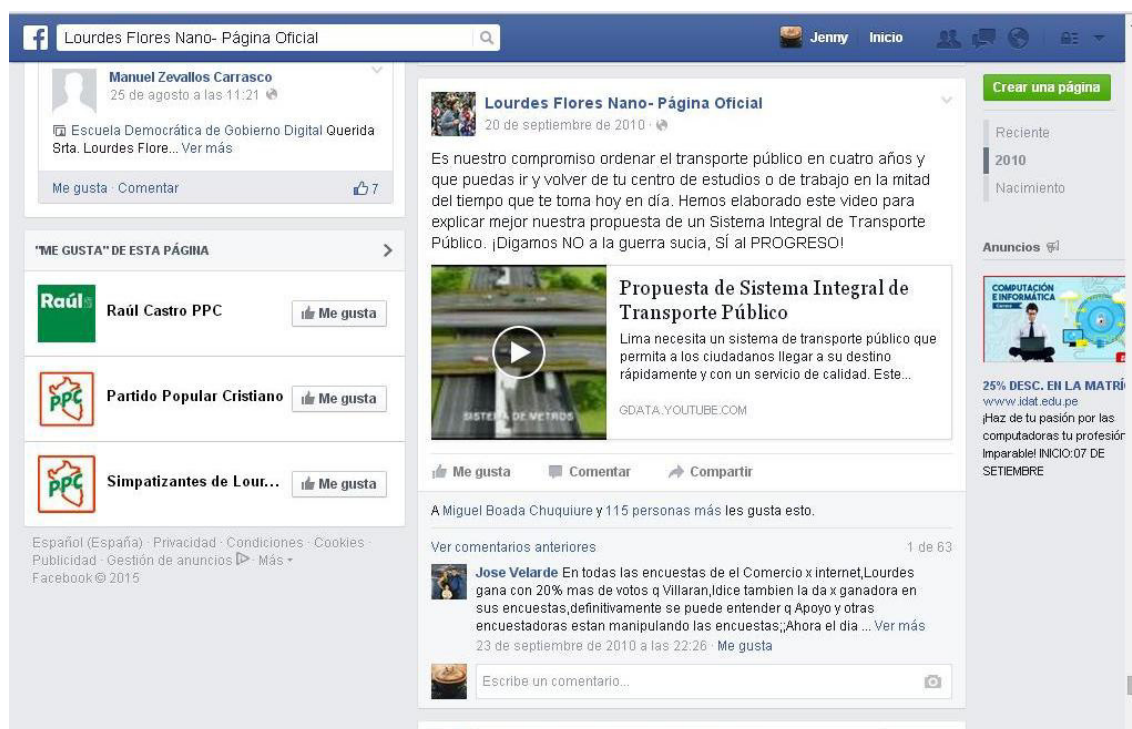 Lourdes Flores Nano- Página Oficial
Jenny Inicio
Manuel Zevallos Carrasco
25 de agosto a las 11:21
Escuela Democrática de Gobierno Digital Querida
Srta. Lourdes Flore... Ver más
Me gusta · Comentar 7
"ME GUSTA" DE ESTA PÁGINA
Raúl
Raúl Castro PPC
Me gusta
PPC
Partido Popular Cristiano
Me gusta
PPC
Simpatizantes de Lour...
Me gusta
Español (España) · Privacidad · Condiciones · Cookies ·
Publicidad · Gestión de anuncios · Más
Facebook © 2015
Lourdes Flores Nano- Página Oficial
20 de septiembre de 2010 ·
Es nuestro compromiso ordenar el transporte público en cuatro años y
que puedas ir y volver de tu centro de estudios o de trabajo en la mitad
del tiempo que te toma hoy en día. Hemos elaborado este video para
explicar mejor nuestra propuesta de un Sistema Integral de Transporte
Público. ¡Digamos NO a la guerra sucia, SÍ al PROGRESO!
SISTEMA DE METROS
Propuesta de Sistema Integral de
Transporte Público
Lima necesita un sistema de transporte público que
permita a los ciudadanos llegar a su destino
rápidamente y con un servicio de calidad. Este...
GDATA.YOUTUBE.COM
Me gusta Comentar Compartir
A Miguel Boada Chuquiure y 115 personas más les gusta esto.
Ver comentarios anteriores 1 de 63
Jose Velarde En todas las encuestas de el Comercio x internet,Lourdes
gana con 20% mas de votos q Villaran,Idice tambien la da x ganadora en
sus encuestas,definitivamente se puede entender q Apoyo y otras
encuestadoras estan manipulando las encuestas;;Ahora el dia ... Ver más
23 de septiembre de 2010 a las 22:26 · Me gusta
Escribe un comentario...
Crear una página
Reciente
2010
Nacimiento
Anuncios
COMPUTACIÓN
E INFORMÁTICA
25% DESC. EN LA MATRÍ
www.idat.edu.pe
¡Haz de tu pasión por las
computadoras tu profesión
Imparable! INICIO:07 DE
SETIEMBRE